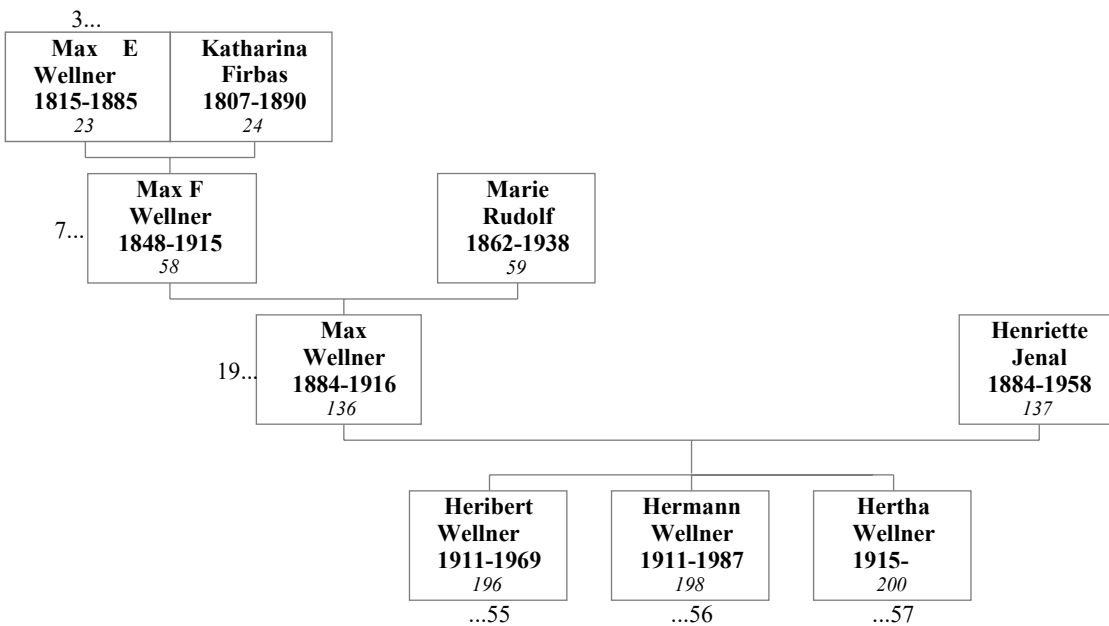 3...
Max E
Wellner
1815-1885
23
Katharina
Firbas
1807-1890
24
7...
Max F
Wellner
1848-1915
58
Marie
Rudolf
1862-1938
59
19...
Max
Wellner
1884-1916
136
Henriette
Jenal
1884-1958
137
Heribert
Wellner
1911-1969
196
...55
Hermann
Wellner
1911-1987
198
...56
Hertha
Wellner
1915-
200
...57